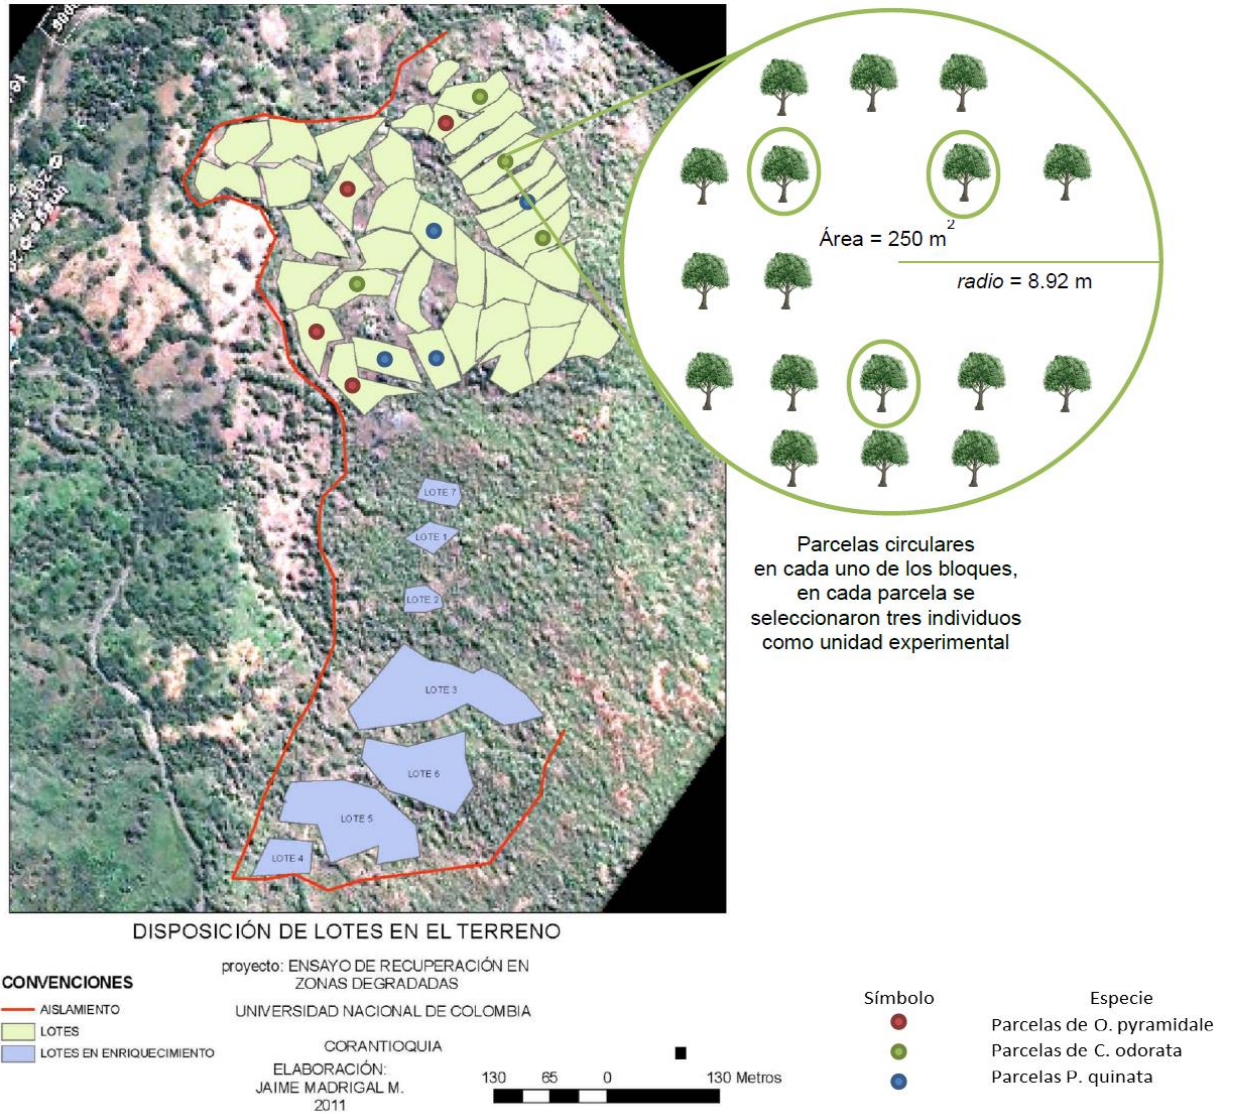 Área = 250 m²
radio = 8.92 m
Parcelas circulares
en cada uno de los bloques,
en cada parcela se
seleccionaron tres individuos
como unidad experimental
LOTE 7
LOTE 1
LOTE 2
LOTE 3
LOTE 6
LOTE 5
LOTE 4
DISPOSICIÓN DE LOTES EN EL TERRENO
proyecto: ENSAYO DE RECUPERACIÓN EN
ZONAS DEGRADADAS
UNIVERSIDAD NACIONAL DE COLOMBIA
CORANTIOQUIA
ELABORACIÓN:
JAIME MADRIGAL M.
2011
CONVENCIONES
AISLAMIENTO
LOTES
LOTES EN ENRIQUECIMIENTO
130 65 0 130 Metros
Símbolo Especie
Parcelas de O. pyramidale
Parcelas de C. odorata
Parcelas P. quinata